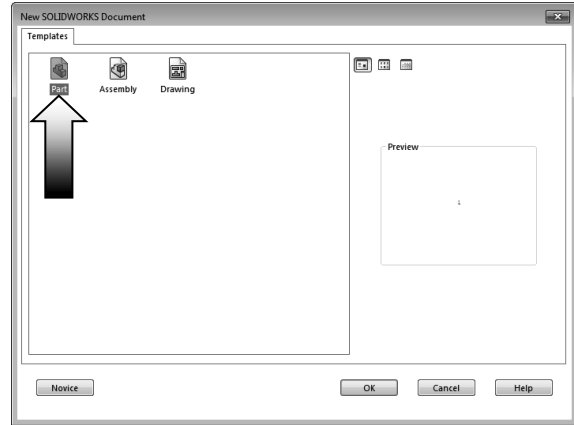 New SOLIDWORKS Document
Templates
Part Assembly Drawing
Preview
Novice OK Cancel Help